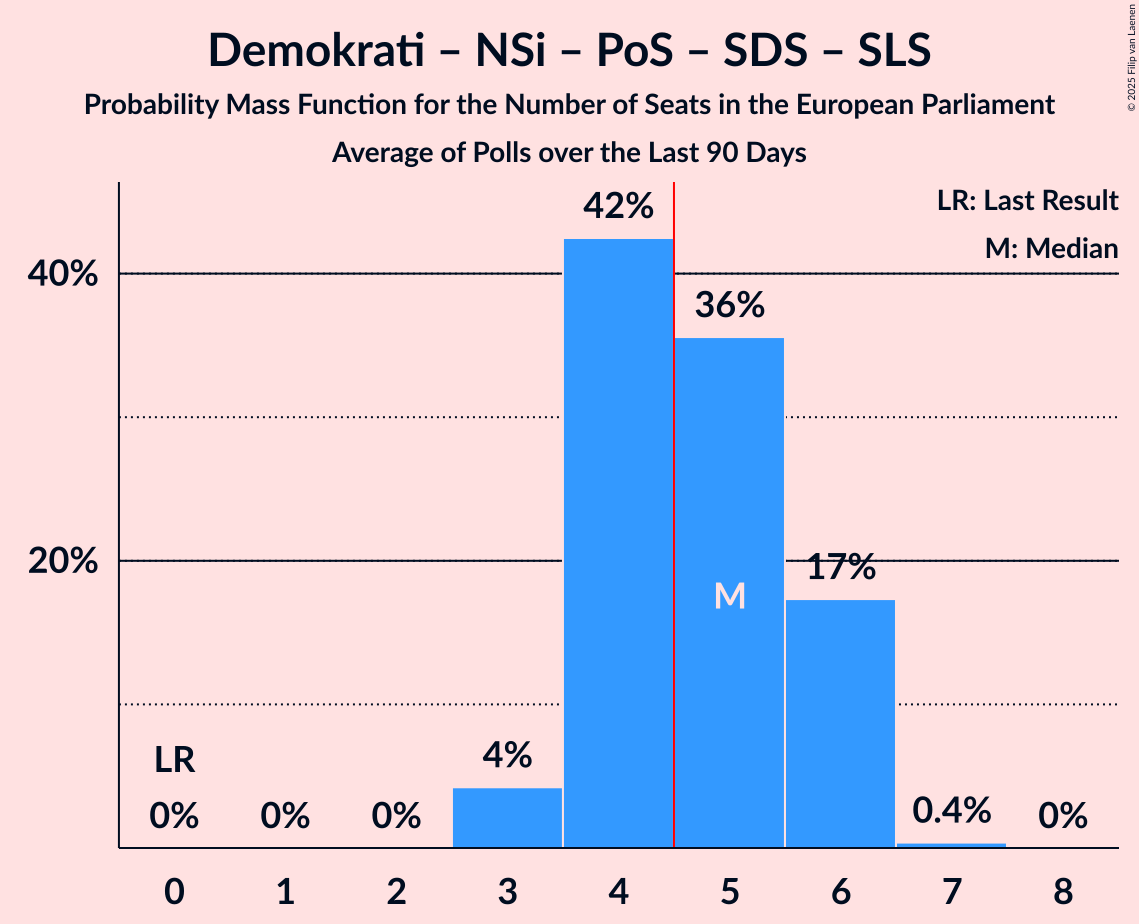 Demokrati – NSi – PoS – SDS – SLS
Probability Mass Function for the Number of Seats in the European Parliament
Average of Polls over the Last 90 Days
© 2025 Filip van Laenen
LR: Last Result
M: Median
42%
40%
36%
20%
17%
M
LR
4%
0%
0%
0%
0.4%
0%
0
1
2
3
4
5
6
7
8